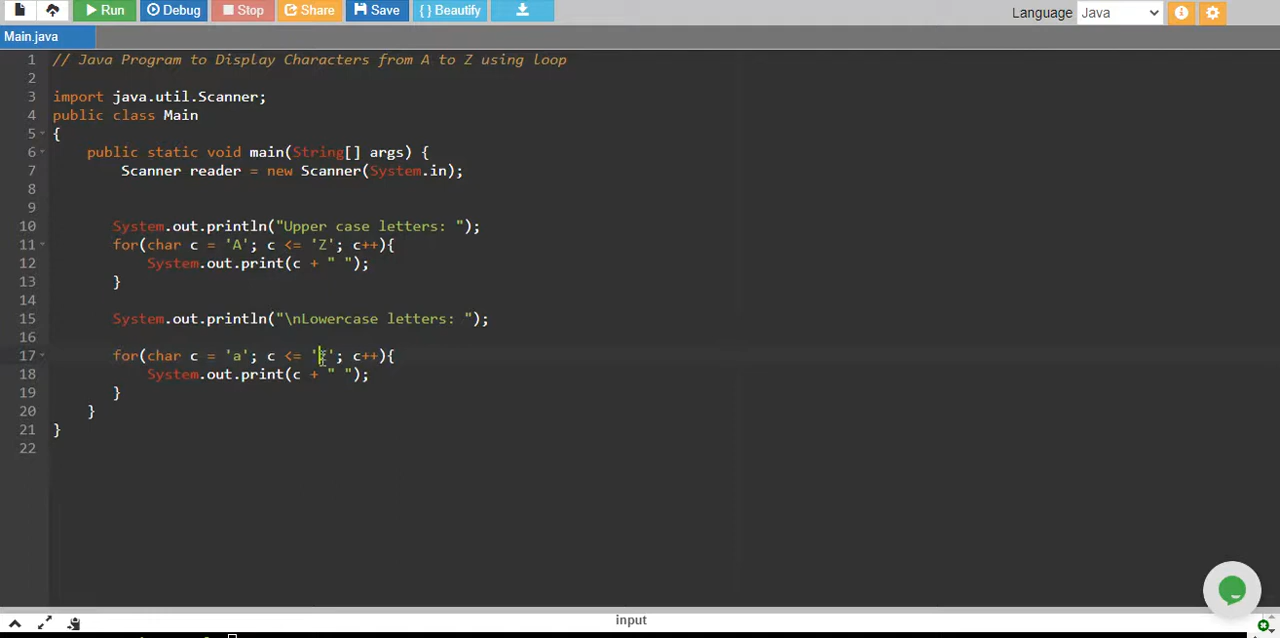 Run Debug Stop Share Save { } Beautify Language Java
Main.java
1 // Java Program to Display Characters from A to Z using loop
2
3 import java.util.Scanner;
4 public class Main
5 {
6 public static void main(String[] args) {
7 Scanner reader = new Scanner(System.in);
8
9
10 System.out.println("Upper case letters: ");
11 for(char c = 'A'; c <= 'Z'; c++){
12 System.out.print(c + " ");
13 }
14
15 System.out.println("\nLowercase letters: ");
16
17 for(char c = 'a'; c <= ' '; c++){
18 System.out.print(c + " ");
19 }
20 }
21 }
22
input